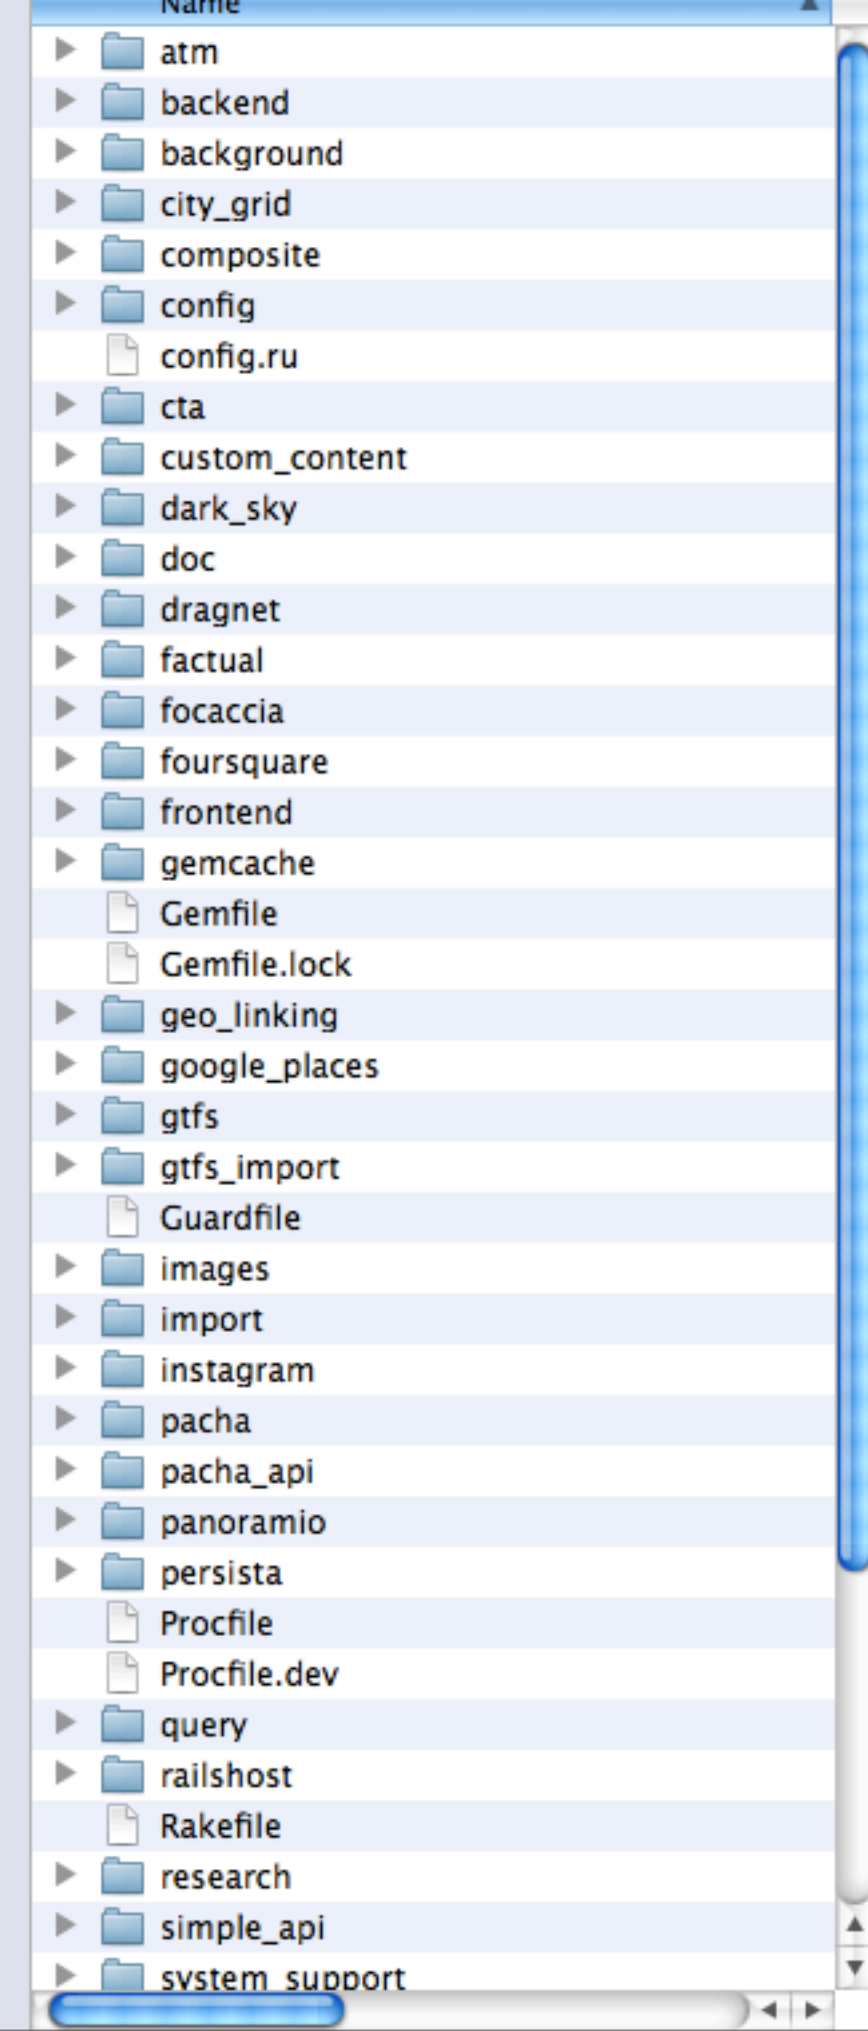 Name
atm
backend
background
city_grid
composite
config
config.ru
cta
custom_content
dark_sky
doc
dragnet
factual
focaccia
foursquare
frontend
gemcache
Gemfile
Gemfile.lock
geo_linking
google_places
gtfs
gtfs_import
Guardfile
images
import
instagram
pacha
pacha_api
panoramio
persista
Procfile
Procfile.dev
query
railshost
Rakefile
research
simple_api
system_support